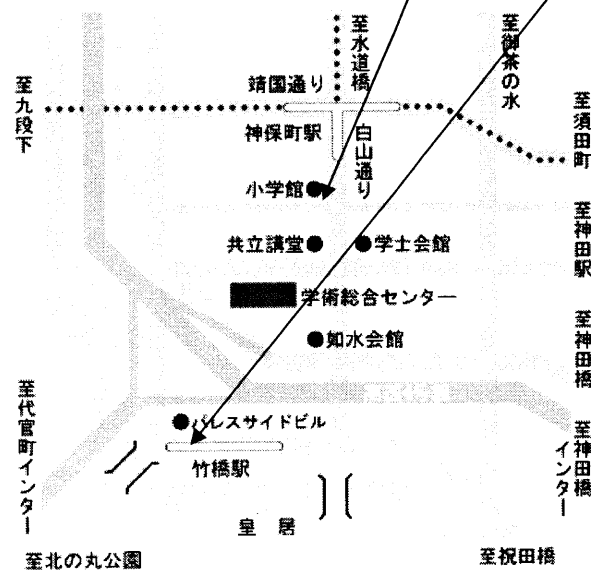 至水道橋
至御茶の水
至九段下
靖国通り
至須田町
神保町駅
白山通り
小学館
至神田駅
共立講堂
学士会館
学術総合センター
至神田橋
如水会館
至代官町インター
パレスサイドビル
至神田橋
インター
竹橋駅
皇居
至北の丸公園
至祝田橋